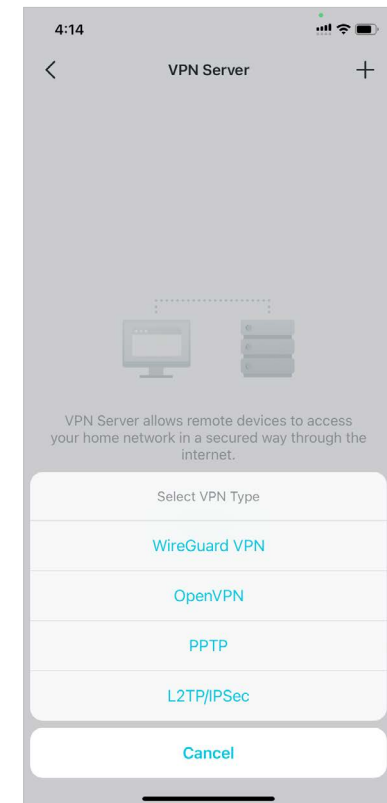 4:14
VPN Server
VPN Server allows remote devices to access
your home network in a secured way through the
internet.
Select VPN Type
WireGuard VPN
OpenVPN
PPTP
L2TP/IPSec
Cancel